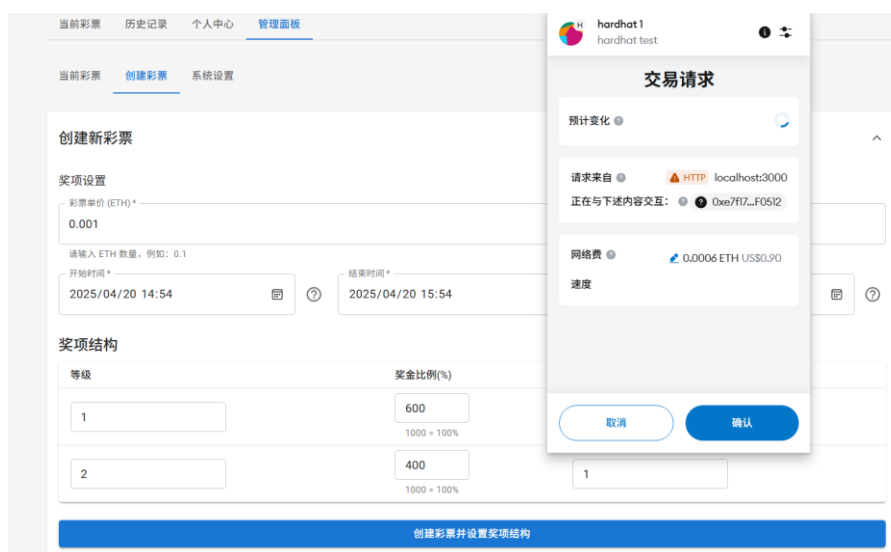 当前彩票 历史记录 个人中心 管理面板
当前彩票 创建彩票 系统设置
创建新彩票
奖项设置
彩票单价 (ETH) *
0.001
请输入 ETH 数量，例如：0.1
开始时间 *
2025/04/20 14:54
结束时间 *
2025/04/20 15:54
奖项结构
等级 奖金比例(%)
1 600
1000 = 100%
2 400 1
1000 = 100%
创建彩票并设置奖项结构
H
hardhat 1
hardhat test
交易请求
预计变化
请求来自 HTTP localhost:3000
正在与下述内容交互： 0xe7f17...F0512
网络费 0.0006 ETH US$0.90
速度
取消 确认